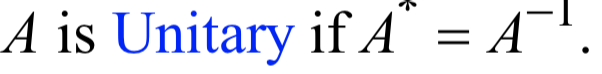 A is Unitary if A* = A⁻¹.